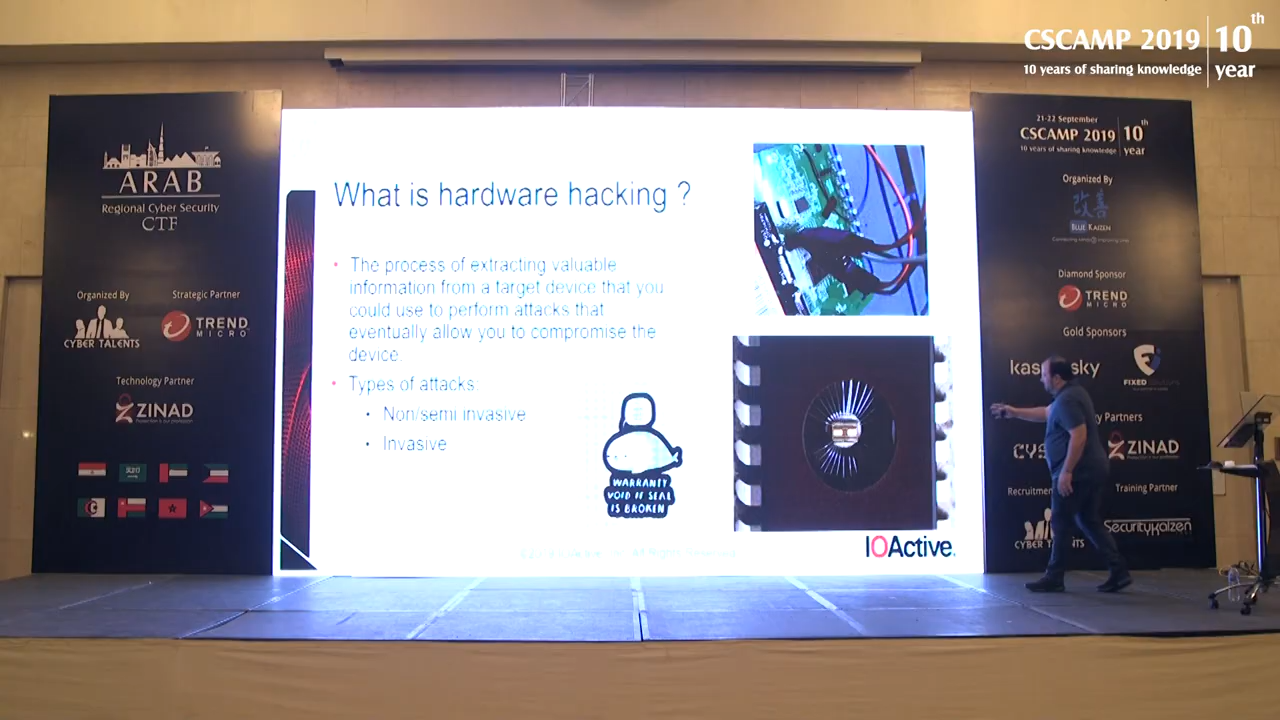 CSCAMP 2019
10 years of sharing knowledge
10th
year
ARAB
Regional Cyber Security
CTF
Organized By
CYBER TALENTS
Strategic Partner
TREND
MICRO
Technology Partner
ZINAD
What is hardware hacking ?
• The process of extracting valuable
information from a target device that you
could use to perform attacks that
eventually allow you to compromise the
device.
• Types of attacks:
• Non/semi invasive
• Invasive
WARRANTY
VOID IF SEAL
IS BROKEN
IOActive.
21-22 September
CSCAMP 2019
10 years of sharing knowledge
10th
year
Organized By
改善
BLUE KAIZEN
Diamond Sponsor
TREND
MICRO
Gold Sponsors
FIXED
Partners
ZINAD
Recruitment
CYBER TALENTS
Training Partner
Securitykaizen